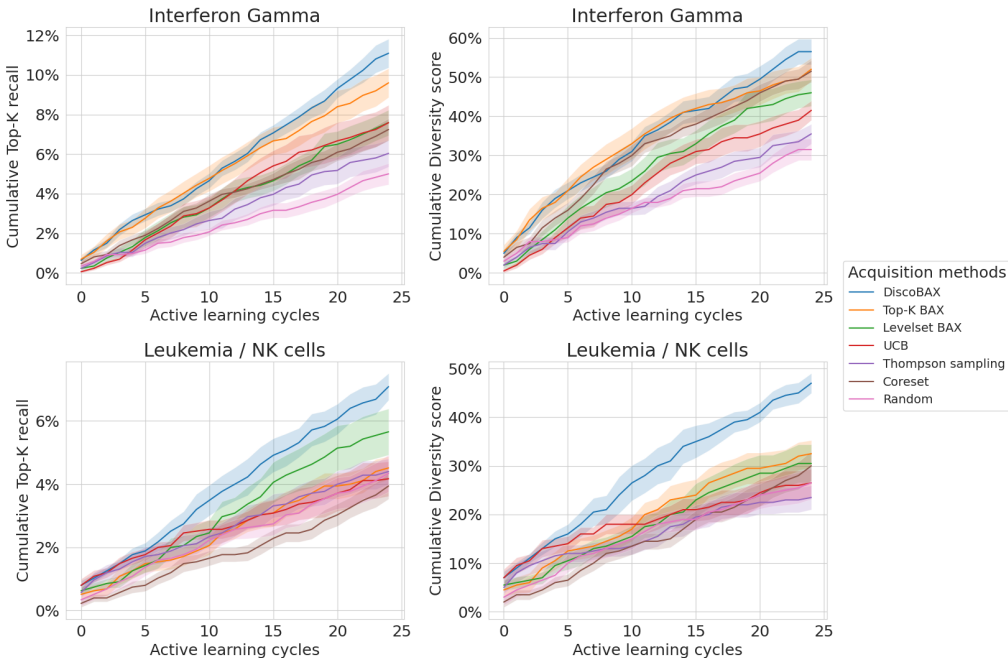 Interferon Gamma
Cumulative Top-K recall
12%
10%
8%
6%
4%
2%
0%
0 5 10 15 20 25
Active learning cycles
Interferon Gamma
Cumulative Diversity score
60%
50%
40%
30%
20%
10%
0%
0 5 10 15 20 25
Active learning cycles
Acquisition methods
DiscoBAX
Top-K BAX
Levelset BAX
UCB
Thompson sampling
Coreset
Random
Leukemia / NK cells
Cumulative Top-K recall
6%
4%
2%
0%
0 5 10 15 20 25
Active learning cycles
Leukemia / NK cells
Cumulative Diversity score
50%
40%
30%
20%
10%
0%
0 5 10 15 20 25
Active learning cycles